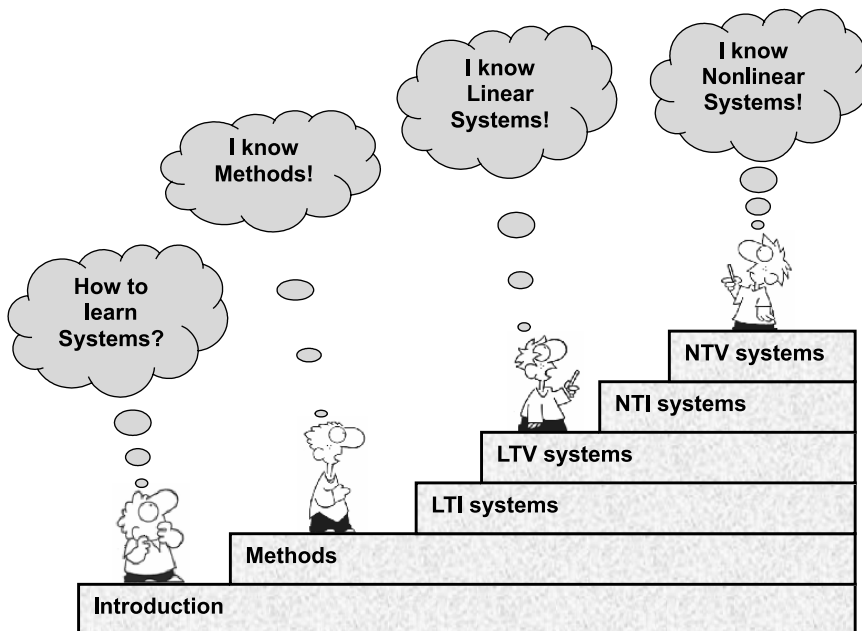 I know
Nonlinear
Systems!
I know
Linear
Systems!
I know
Methods!
How to
learn
Systems?
NTV systems
NTI systems
LTV systems
LTI systems
Methods
Introduction